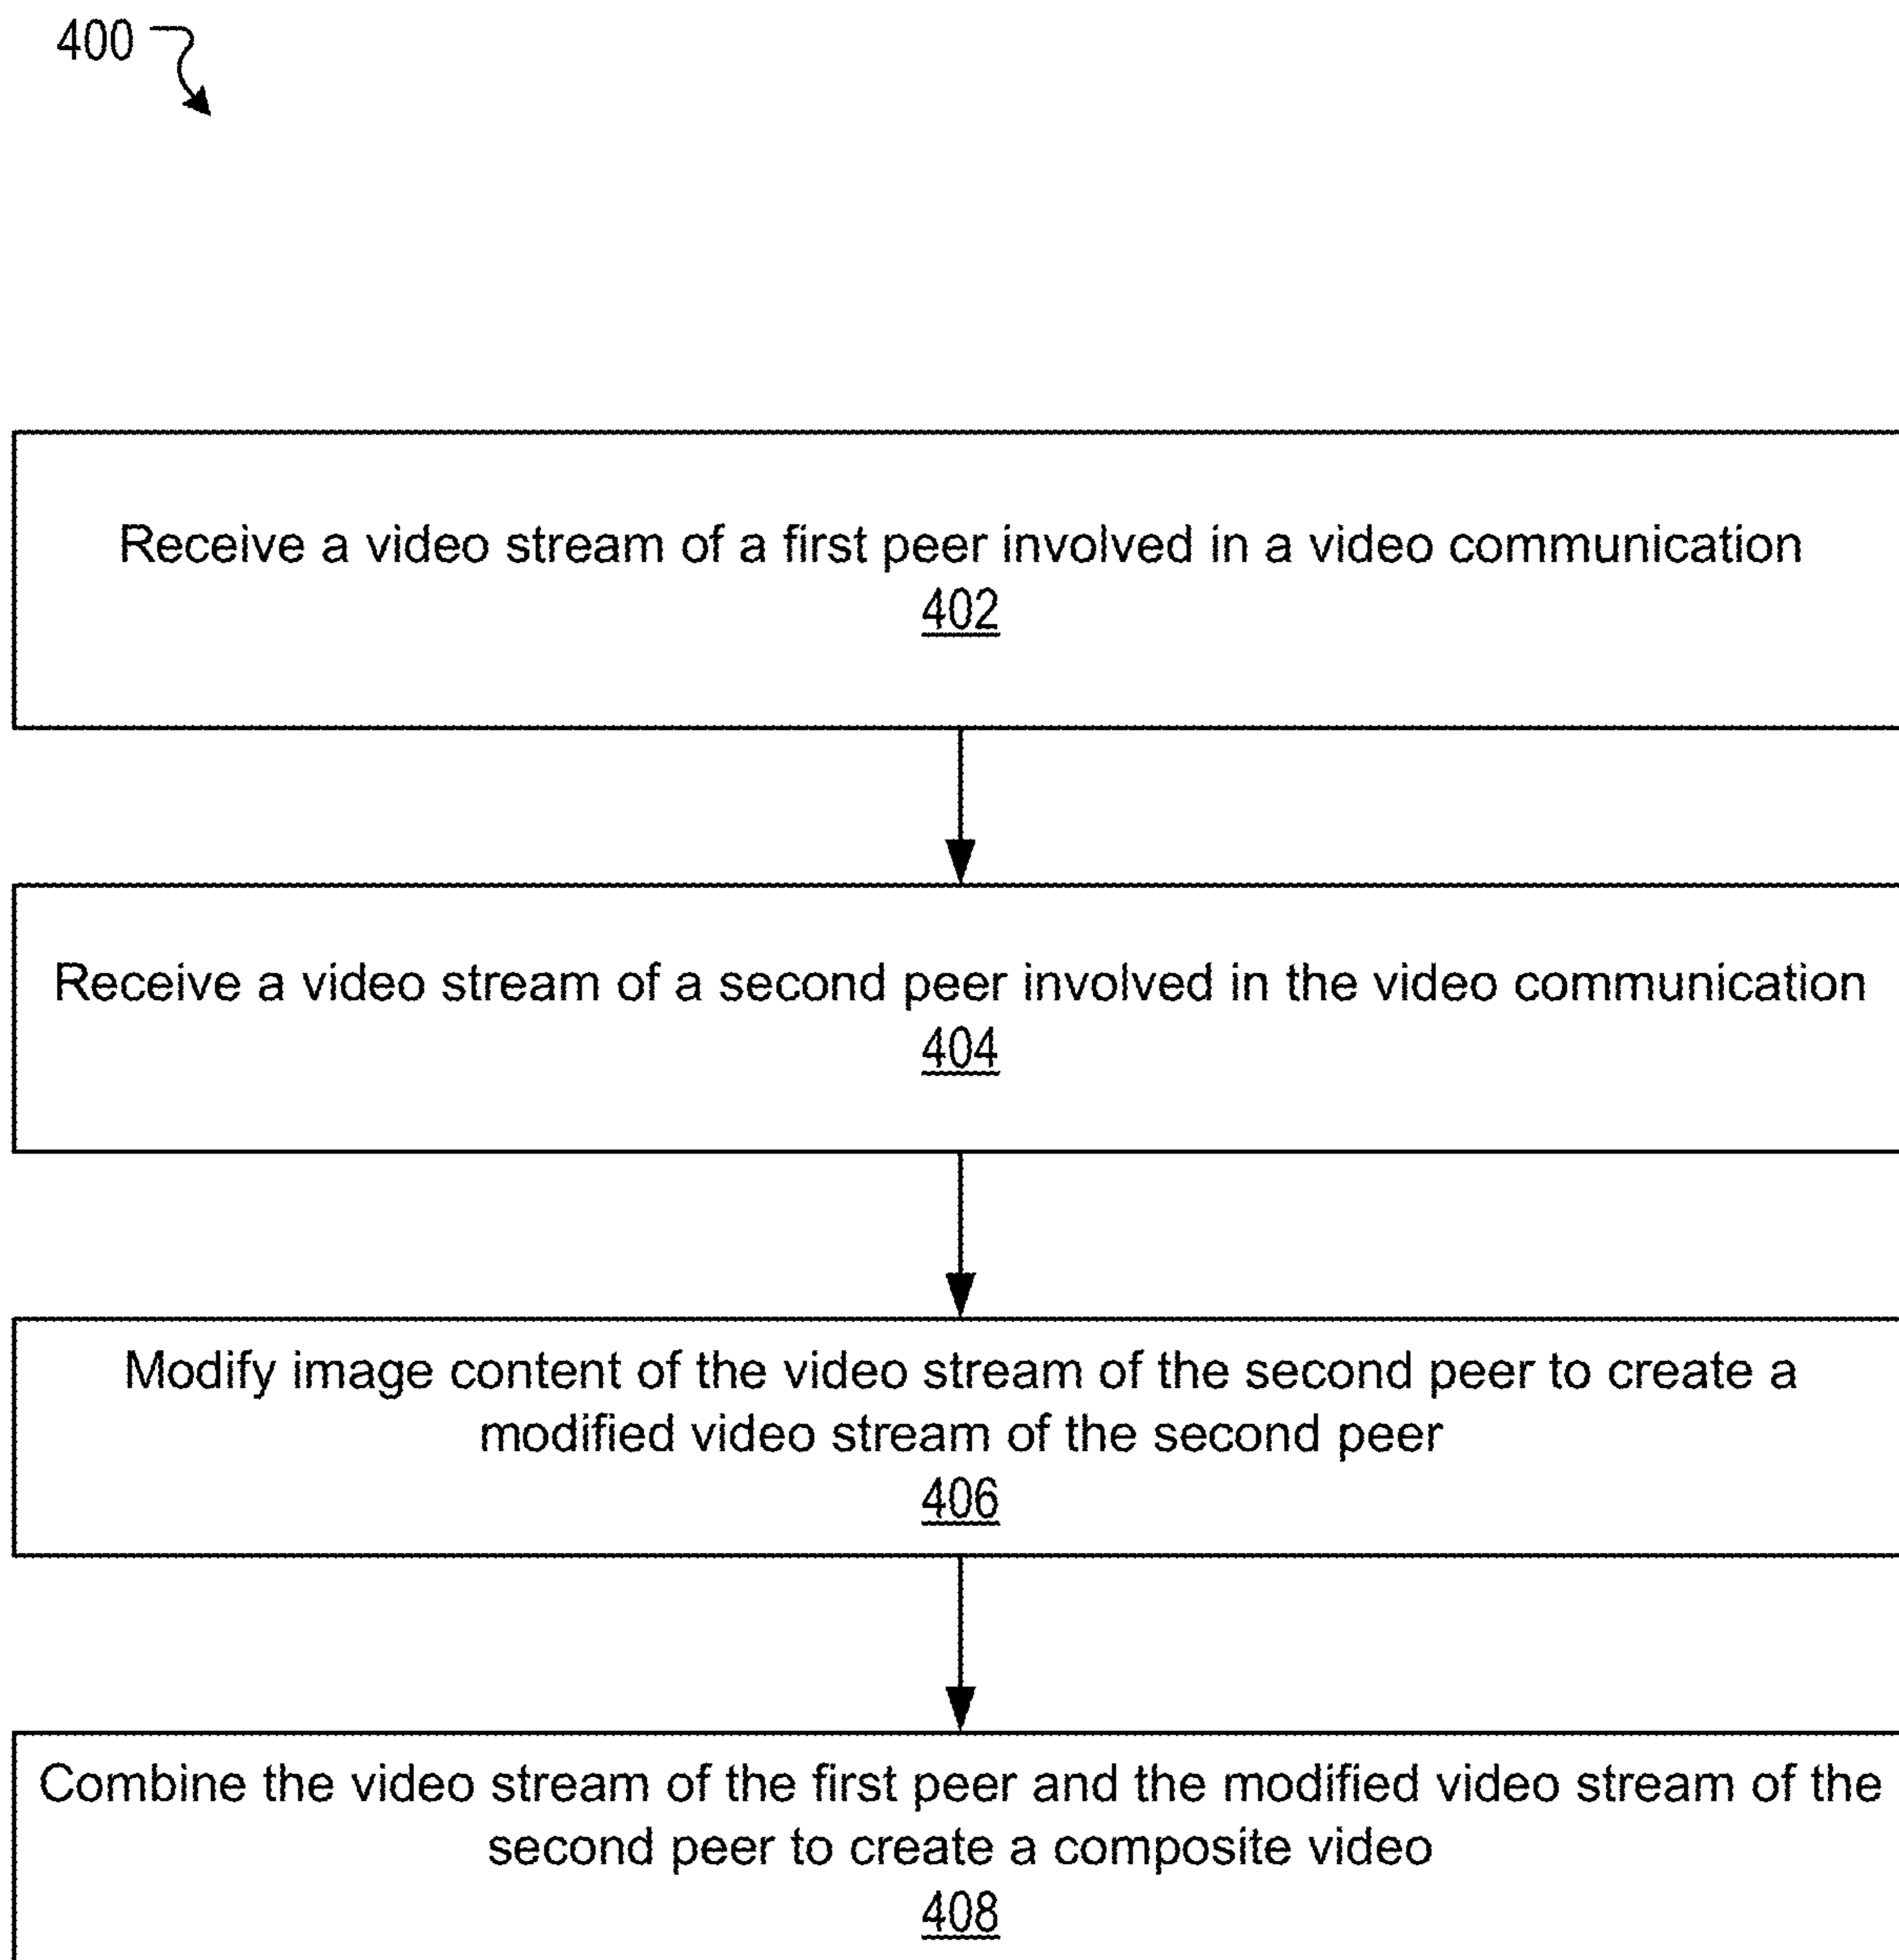 400
Receive a video stream of a first peer involved in a video communication
402
Receive a video stream of a second peer involved in the video communication
404
Modify image content of the video stream of the second peer to create a
modified video stream of the second peer
406
Combine the video stream of the first peer and the modified video stream of the
second peer to create a composite video
408